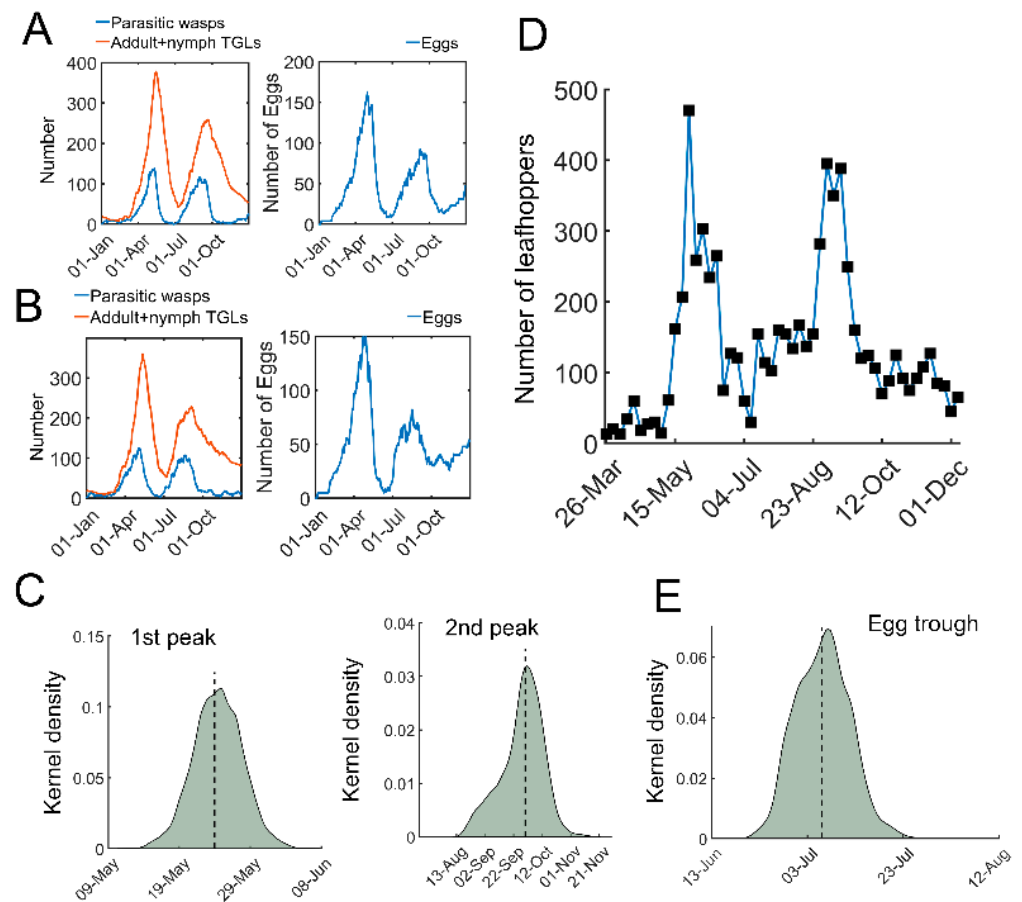 A
Parasitic wasps
Addult+nymph TGLs
Number
400
300
200
100
0
01-Jan
01-Apr
01-Jul
01-Oct
Eggs
Number of Eggs
200
150
100
50
0
01-Jan
01-Apr
01-Jul
01-Oct
B
Parasitic wasps
Addult+nymph TGLs
Number
300
200
100
0
01-Jan
01-Apr
01-Jul
01-Oct
Eggs
Number of Eggs
150
100
50
0
01-Jan
01-Apr
01-Jul
01-Oct
D
Number of leafhoppers
500
400
300
200
100
0
26-Mar
15-May
04-Jul
23-Aug
12-Oct
01-Dec
C
1st peak
Kernel density
0.15
0.1
0.05
0
09-May
19-May
29-May
08-Jun
2nd peak
Kernel density
0.04
0.03
0.02
0.01
0
13-Aug
02-Sep
22-Sep
12-Oct
01-Nov
21-Nov
E
Egg trough
Kernel density
0.06
0.04
0.02
0
13-Jun
03-Jul
23-Jul
12-Aug